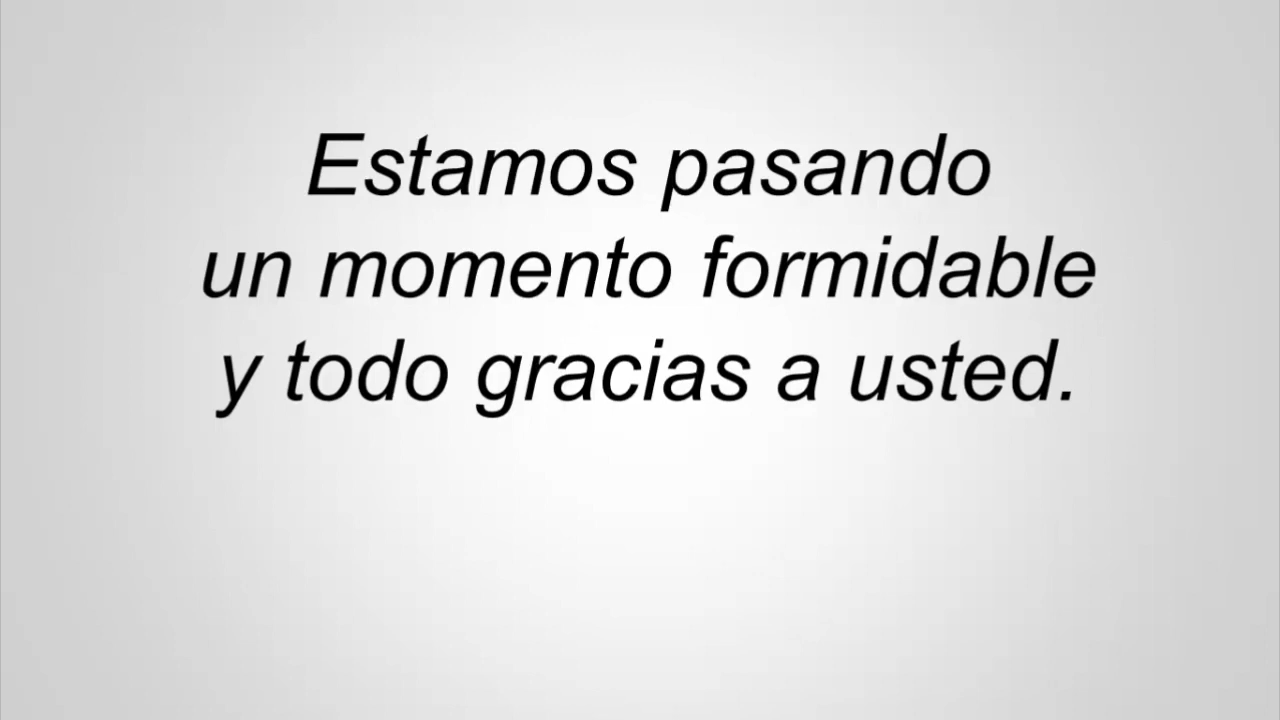 Estamos pasando
un momento formidable
y todo gracias a usted.